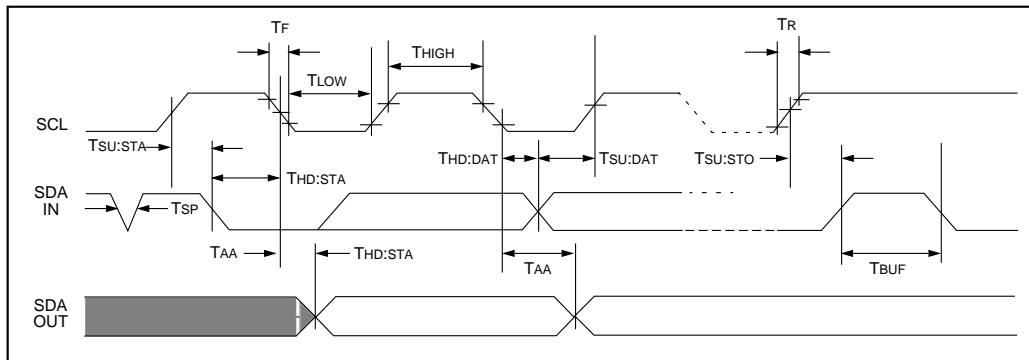 TF
TR
THIGH
TLOW
SCL
TSU:STA
THD:DAT
TSU:DAT
TSU:STO
THD:STA
SDA
IN
TSP
TAA
THD:STA
TAA
TBUF
SDA
OUT